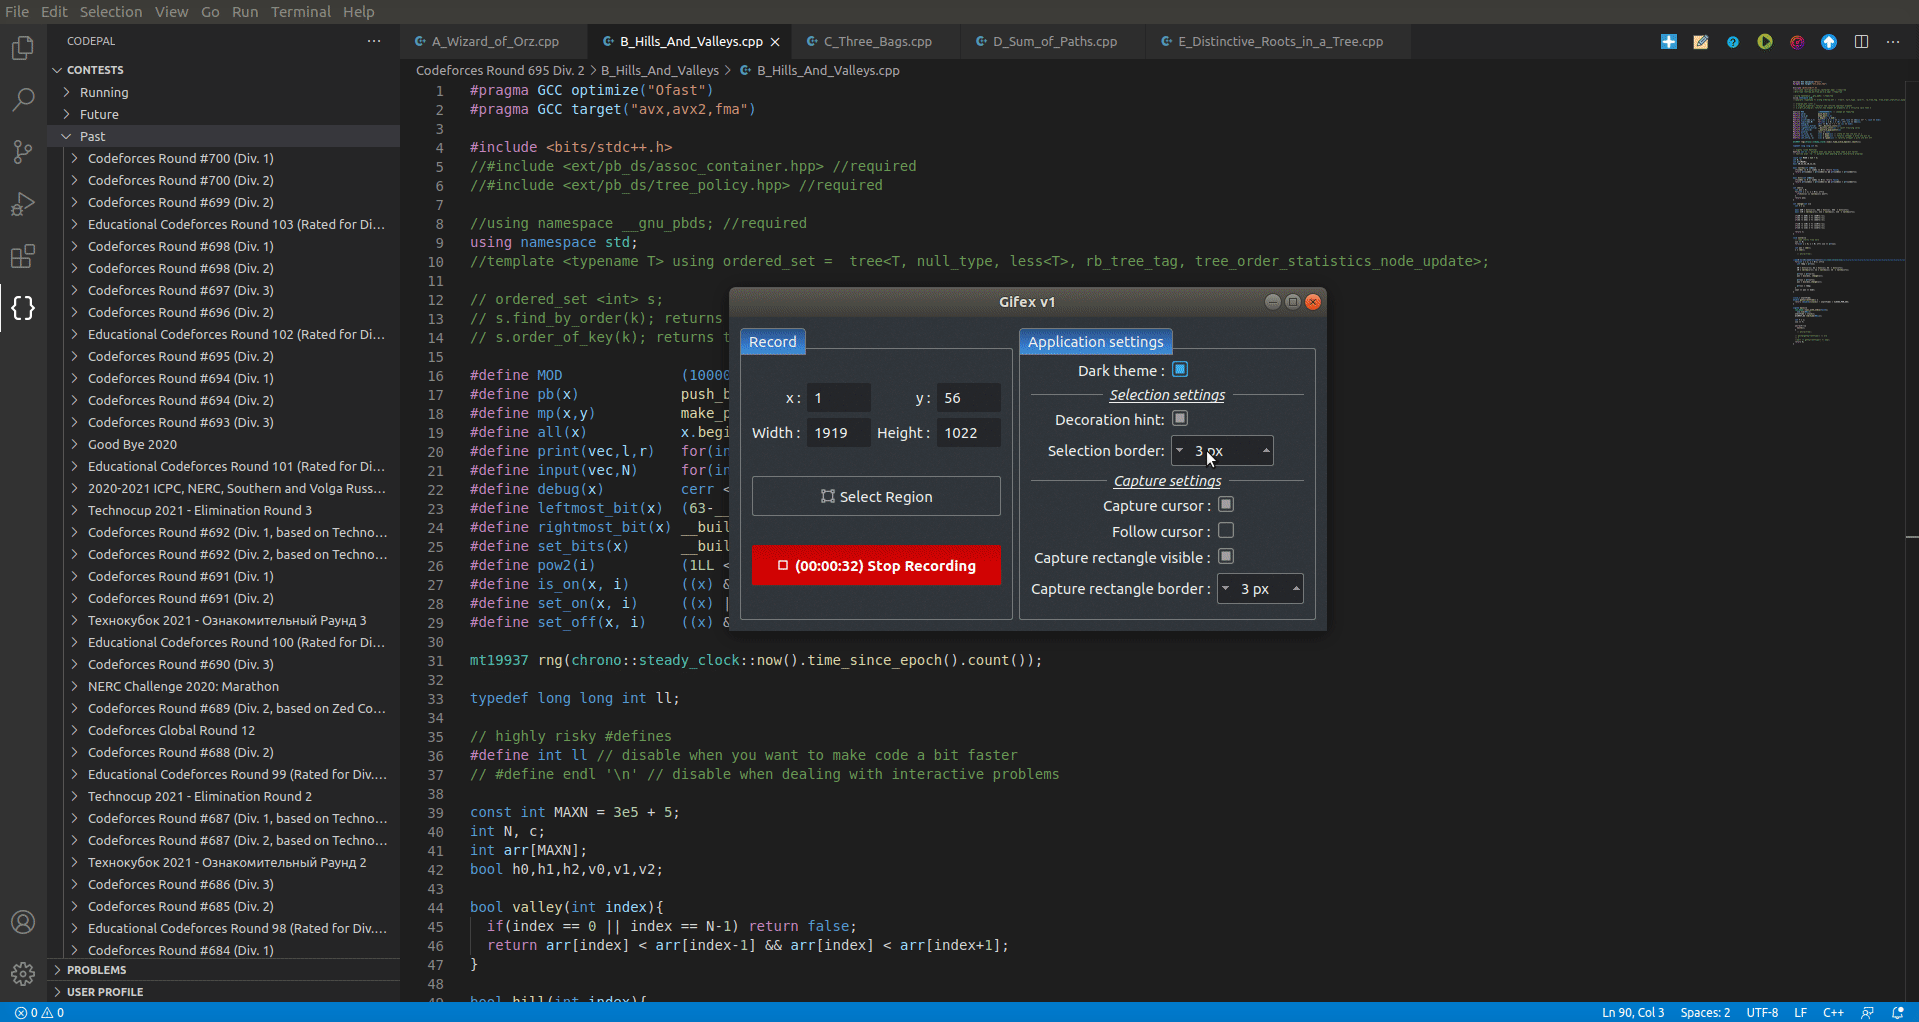 File Edit Selection View Go Run Terminal Help
CODEPAL
CONTESTS
Running
Future
Past
Codeforces Round #700 (Div. 1)
Codeforces Round #700 (Div. 2)
Codeforces Round #699 (Div. 2)
Educational Codeforces Round 103 (Rated for Di...
Codeforces Round #698 (Div. 1)
Codeforces Round #698 (Div. 2)
Codeforces Round #697 (Div. 3)
Codeforces Round #696 (Div. 2)
Educational Codeforces Round 102 (Rated for Di...
Codeforces Round #695 (Div. 2)
Codeforces Round #694 (Div. 1)
Codeforces Round #694 (Div. 2)
Codeforces Round #693 (Div. 3)
Good Bye 2020
Educational Codeforces Round 101 (Rated for Di...
2020-2021 ICPC, NERC, Southern and Volga Russ...
Technocup 2021 - Elimination Round 3
Codeforces Round #692 (Div. 1, based on Techno...
Codeforces Round #692 (Div. 2, based on Techno...
Codeforces Round #691 (Div. 1)
Codeforces Round #691 (Div. 2)
Технокубок 2021 - Ознакомительный Раунд 3
Educational Codeforces Round 100 (Rated for Di...
Codeforces Round #690 (Div. 3)
NERC Challenge 2020: Marathon
Codeforces Round #689 (Div. 2, based on Zed Co...
Codeforces Global Round 12
Codeforces Round #688 (Div. 2)
Educational Codeforces Round 99 (Rated for Div....
Technocup 2021 - Elimination Round 2
Codeforces Round #687 (Div. 1, based on Techno...
Codeforces Round #687 (Div. 2, based on Techno...
Технокубок 2021 - Ознакомительный Раунд 2
Codeforces Round #686 (Div. 3)
Codeforces Round #685 (Div. 2)
Educational Codeforces Round 98 (Rated for Div....
Codeforces Round #684 (Div. 1)
PROBLEMS
USER PROFILE
A_Wizard_of_Orz.cpp B_Hills_And_Valleys.cpp C_Three_Bags.cpp D_Sum_of_Paths.cpp E_Distinctive_Roots_in_a_Tree.cpp
Codeforces Round 695 Div. 2 > B_Hills_And_Valleys > B_Hills_And_Valleys.cpp
1 #pragma GCC optimize("Ofast")
2 #pragma GCC target("avx,avx2,fma")
3
4 #include <bits/stdc++.h>
5 //#include <ext/pb_ds/assoc_container.hpp> //required
6 //#include <ext/pb_ds/tree_policy.hpp> //required
7
8 //using namespace __gnu_pbds; //required
9 using namespace std;
10 //template <typename T> using ordered_set =  tree<T, null_type, less<T>, rb_tree_tag, tree_order_statistics_node_update>;
11
12 // ordered_set <int> s;
13 // s.find_by_order(k); returns
14 // s.order_of_key(k); returns t
15
16 #define MOD (1000
17 #define pb(x) push_b
18 #define mp(x,y) make_p
19 #define all(x) x.begi
20 #define print(vec,l,r) for(in
21 #define input(vec,N) for(in
22 #define debug(x) cerr <
23 #define leftmost_bit(x) (63-__
24 #define rightmost_bit(x) __buil
25 #define set_bits(x) __buil
26 #define pow2(i) (1LL <
27 #define is_on(x, i) ((x) &
28 #define set_on(x, i) ((x) |
29 #define set_off(x, i) ((x) &
30
31 mt19937 rng(chrono::steady_clock::now().time_since_epoch().count());
32
33 typedef long long int ll;
34
35 // highly risky #defines
36 #define int ll // disable when you want to make code a bit faster
37 // #define endl '\n' // disable when dealing with interactive problems
38
39 const int MAXN = 3e5 + 5;
40 int N, c;
41 int arr[MAXN];
42 bool h0,h1,h2,v0,v1,v2;
43
44 bool valley(int index){
45 if(index == 0 || index == N-1) return false;
46 return arr[index] < arr[index-1] && arr[index] < arr[index+1];
47 }
48
49 bool hill(int index){
Gifex v1
Record
x : 1 y : 56
Width : 1919 Height : 1022
Select Region
(00:00:32) Stop Recording
Application settings
Dark theme :
Selection settings
Decoration hint:
Selection border: 3 px
Capture settings
Capture cursor :
Follow cursor :
Capture rectangle visible :
Capture rectangle border : 3 px
0 0 Ln 90, Col 3 Spaces: 2 UTF-8 LF C++